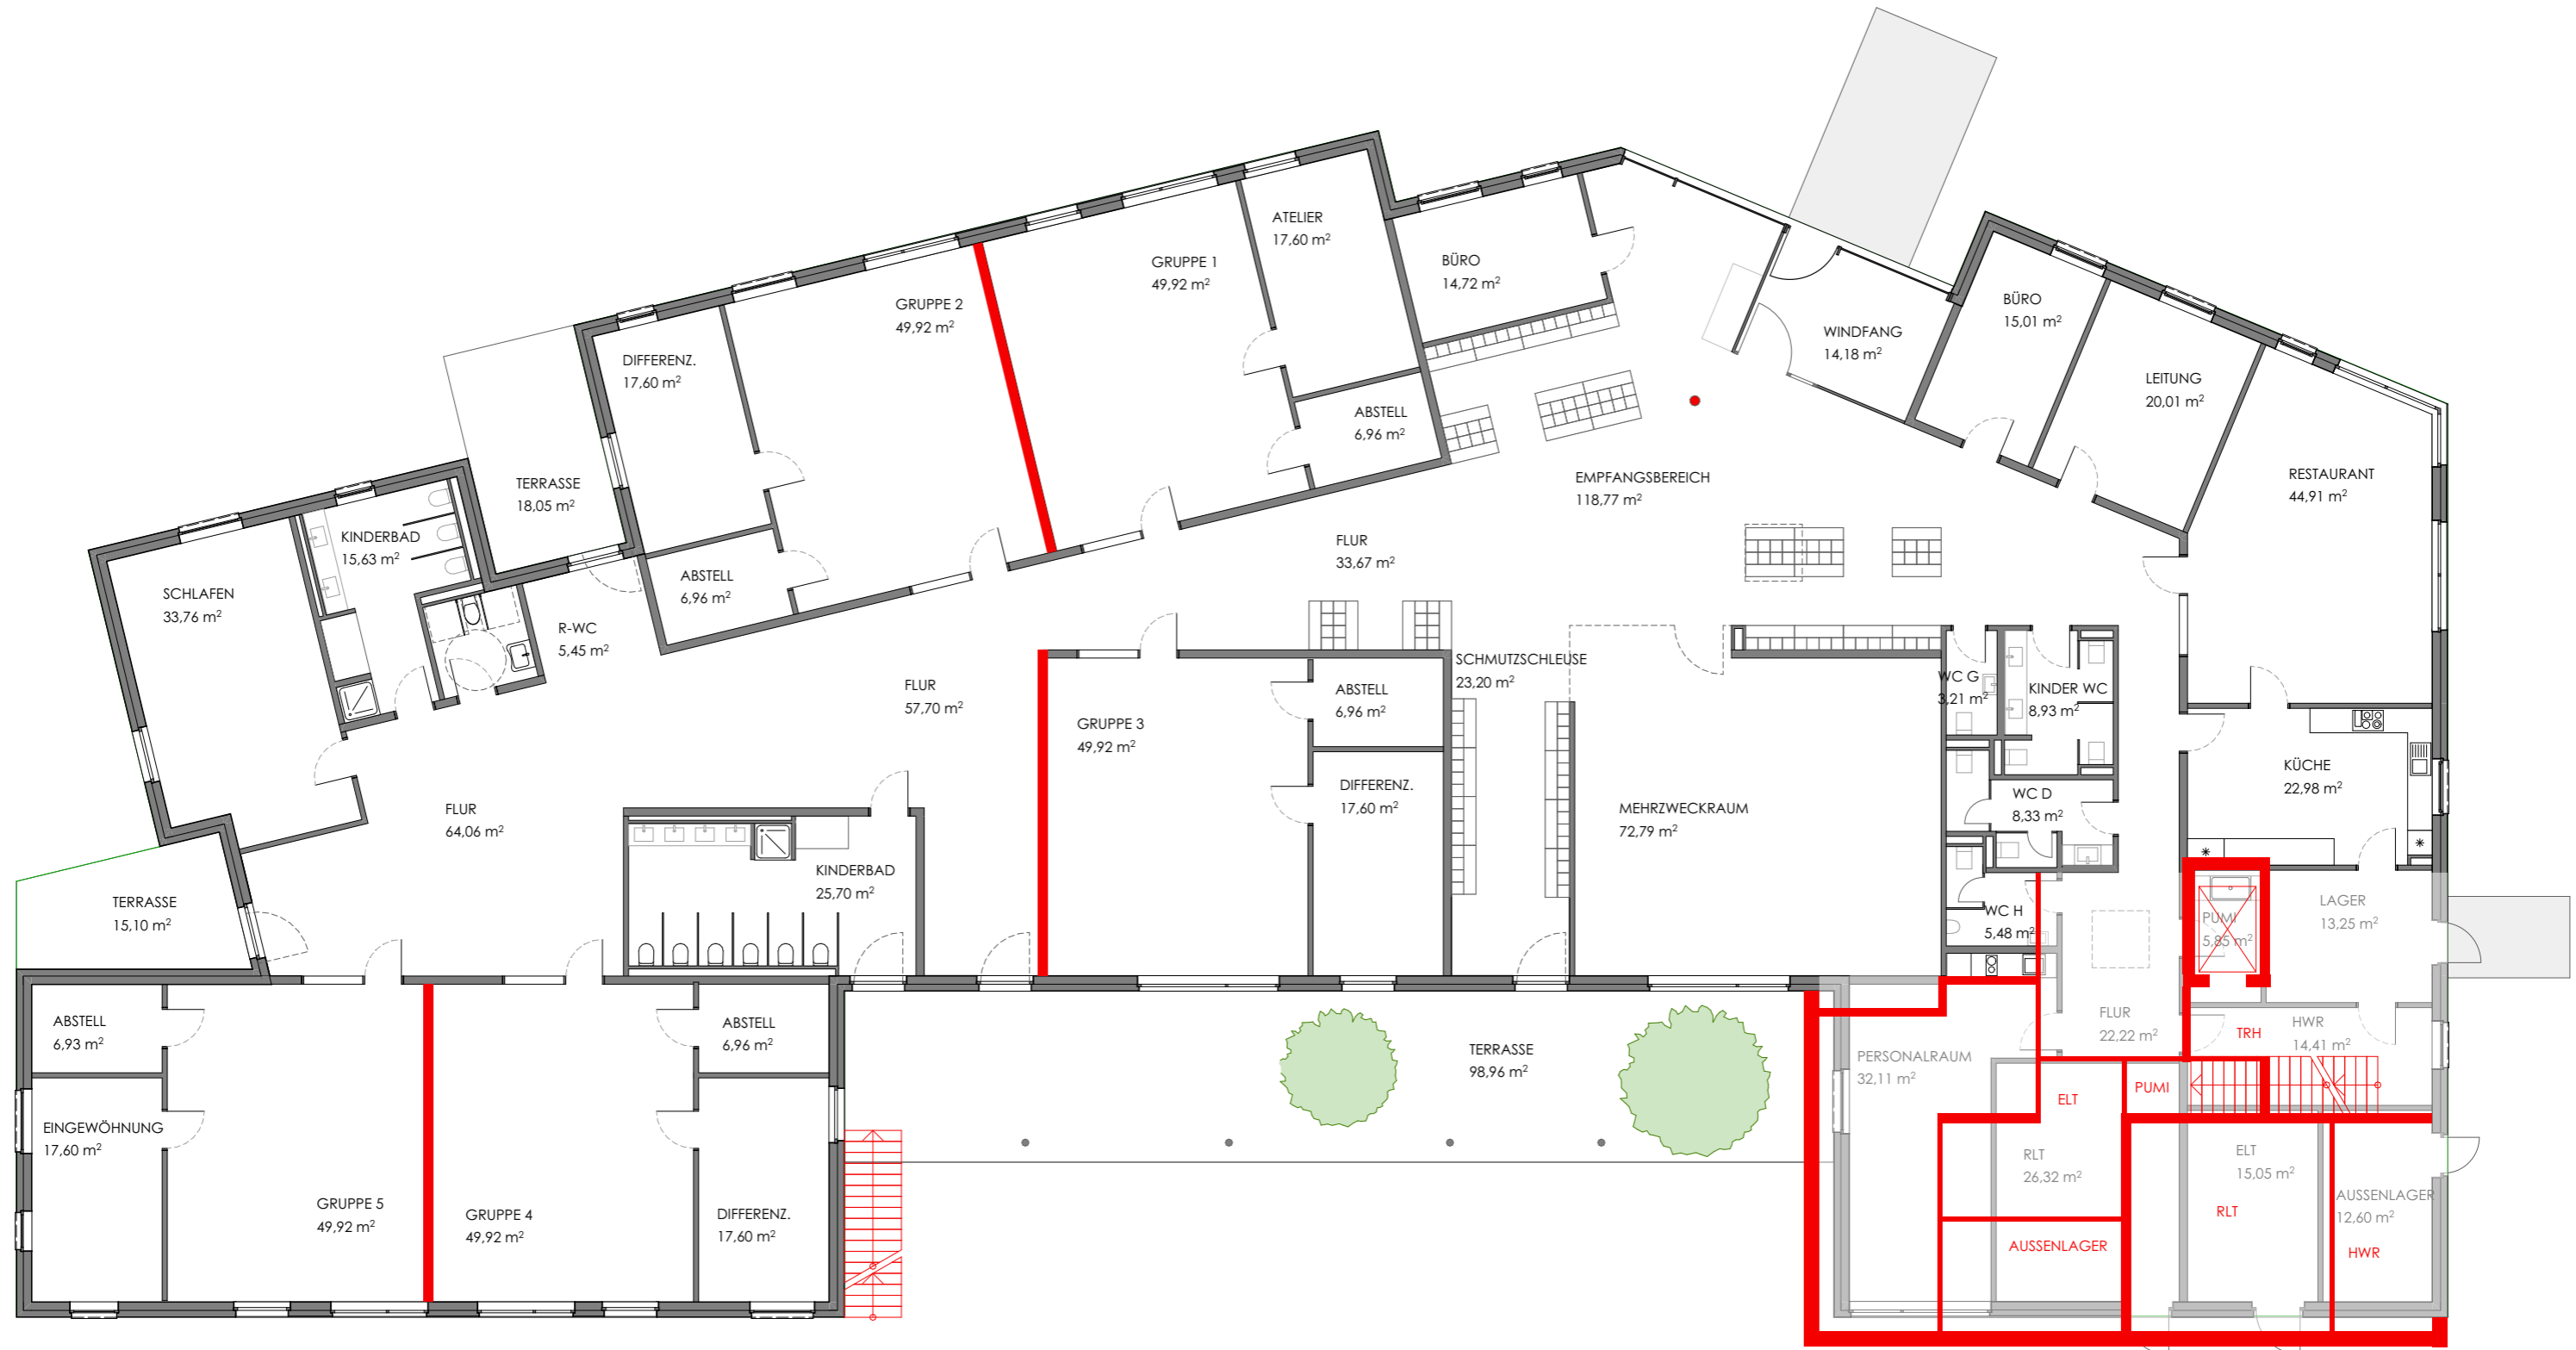 ATELIER
17,60 m²
GRUPPE 1
49,92 m²
BÜRO
14,72 m²
GRUPPE 2
49,92 m²
BÜRO
15,01 m²
WINDFANG
14,18 m²
DIFFERENZ.
17,60 m²
LEITUNG
20,01 m²
ABSTELL
6,96 m²
RESTAURANT
44,91 m²
EMPFANGSBEREICH
118,77 m²
TERRASSE
18,05 m²
KINDERBAD
15,63 m²
FLUR
33,67 m²
ABSTELL
6,96 m²
SCHLAFEN
33,76 m²
R-WC
5,45 m²
SCHMUTZSCHLEUSE
23,20 m²
WC G
3,21 m²
KINDER WC
8,93 m²
FLUR
57,70 m²
ABSTELL
6,96 m²
GRUPPE 3
49,92 m²
KÜCHE
22,98 m²
DIFFERENZ.
17,60 m²
WC D
8,33 m²
FLUR
64,06 m²
MEHRZWECKRAUM
72,79 m²
KINDERBAD
25,70 m²
TERRASSE
15,10 m²
LAGER
13,25 m²
WC H
5,48 m²
PUMI
5,85 m²
FLUR
22,22 m²
ABSTELL
6,93 m²
ABSTELL
6,96 m²
TRH
HWR
14,41 m²
TERRASSE
98,96 m²
PERSONALRAUM
32,11 m²
PUMI
ELT
EINGEWÖHNUNG
17,60 m²
RLT
26,32 m²
ELT
15,05 m²
AUSSENLAGER
12,60 m²
GRUPPE 5
49,92 m²
GRUPPE 4
49,92 m²
DIFFERENZ.
17,60 m²
RLT
AUSSENLAGER
HWR